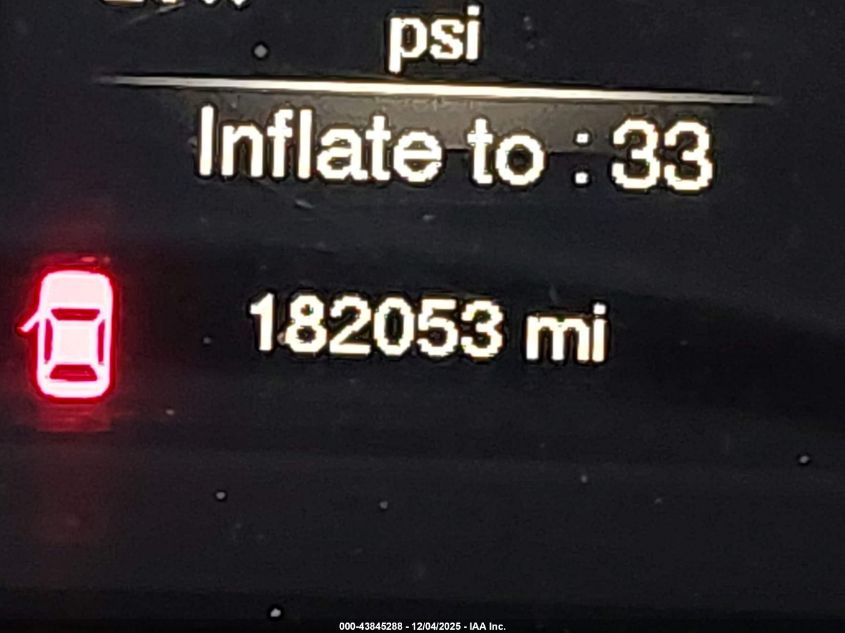 psi
Inflate to : 33
182053 mi
000-43845288 - 12/04/2025 - IAA Inc.